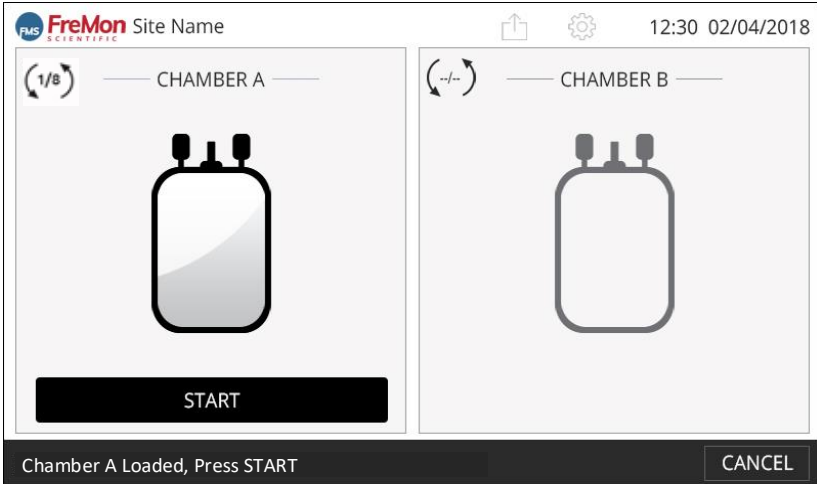 FMS FreMon SCIENTIFIC Site Name 12:30 02/04/2018
1/8 CHAMBER A
--/-- CHAMBER B
START
Chamber A Loaded, Press START CANCEL